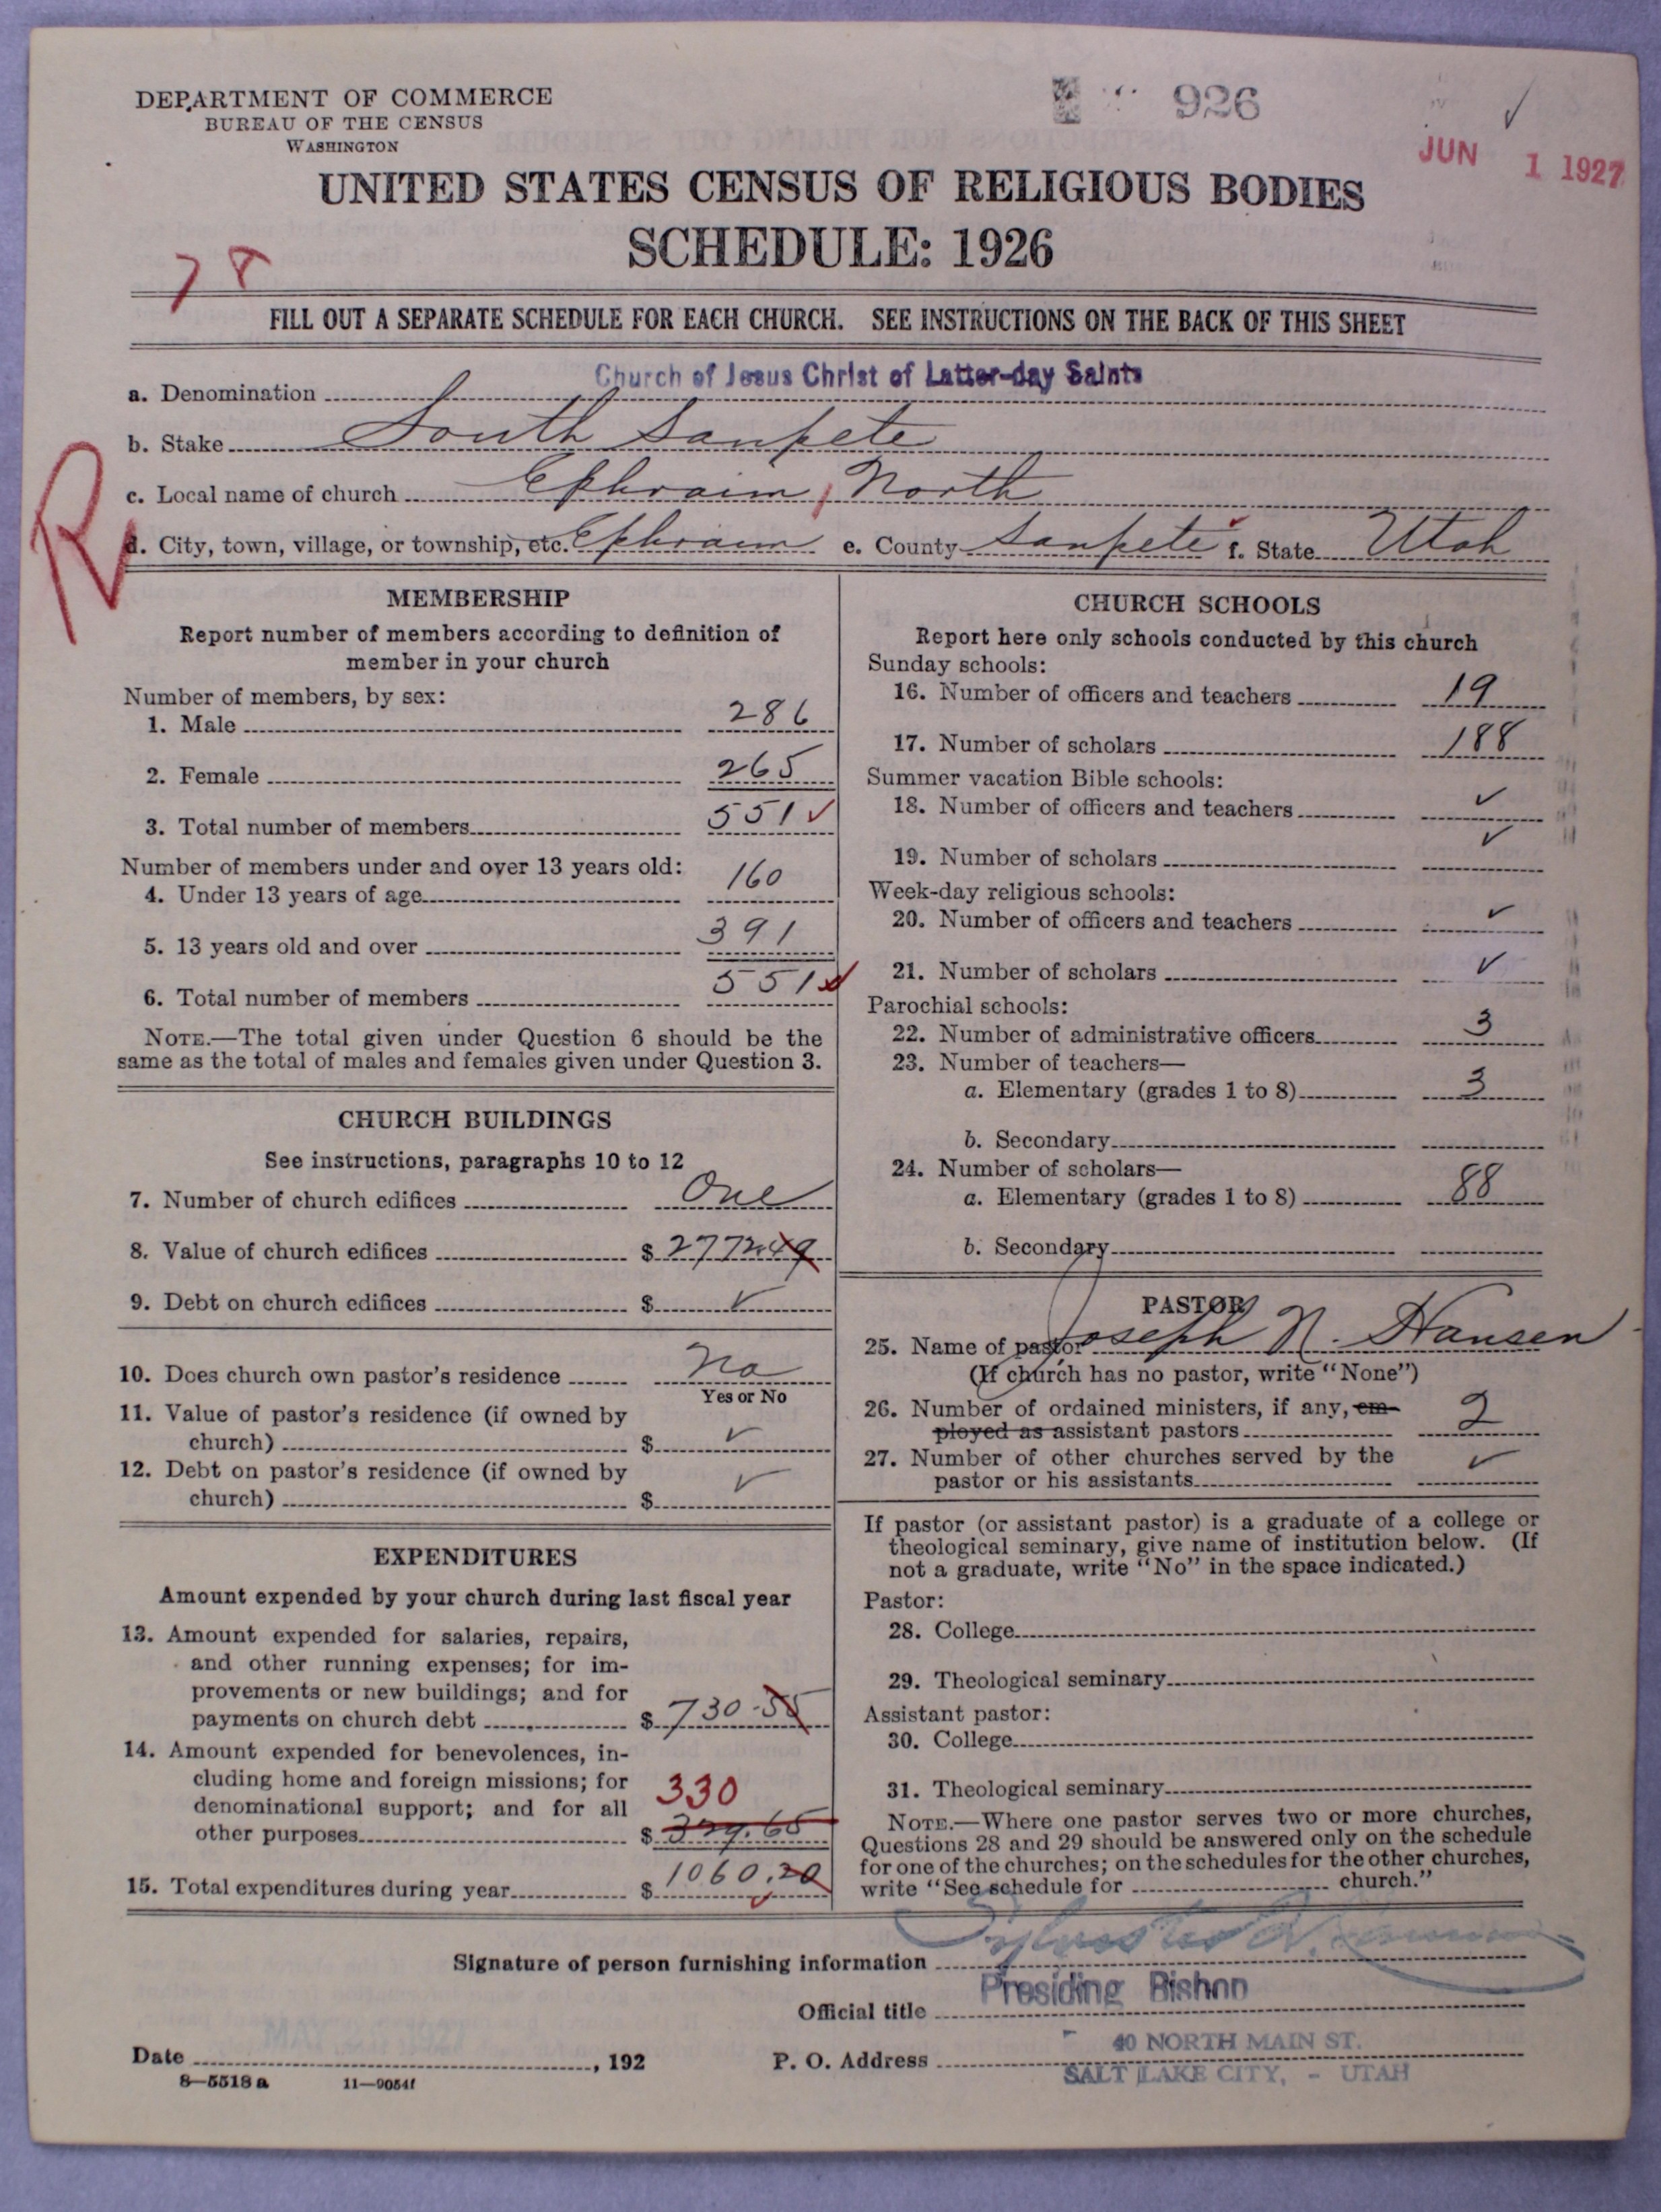 DEPARTMENT OF COMMERCE
BUREAU OF THE CENSUS
WASHINGTON
926
JUN 1 1927
UNITED STATES CENSUS OF RELIGIOUS BODIES
SCHEDULE: 1926
78
FILL OUT A SEPARATE SCHEDULE FOR EACH CHURCH. SEE INSTRUCTIONS ON THE BACK OF THIS SHEET
a. Denomination Church of Jesus Christ of Latter-day Saints
b. Stake South Sanpete
c. Local name of church Ephraim, North
R
d. City, town, village, or township, etc. Ephraim e. County Sanpete f. State Utah
MEMBERSHIP
Report number of members according to definition of
member in your church
Number of members, by sex:
1. Male 286
2. Female 265
3. Total number of members 551 ✓
Number of members under and over 13 years old:
4. Under 13 years of age 160
5. 13 years old and over 391
6. Total number of members 551 ✓
NOTE.—The total given under Question 6 should be the
same as the total of males and females given under Question 3.
CHURCH BUILDINGS
See instructions, paragraphs 10 to 12
7. Number of church edifices One
8. Value of church edifices $ 2772.49
9. Debt on church edifices $ ✓
10. Does church own pastor's residence No
Yes or No
11. Value of pastor's residence (if owned by
church) $ ✓
12. Debt on pastor's residence (if owned by
church) $ ✓
EXPENDITURES
Amount expended by your church during last fiscal year
13. Amount expended for salaries, repairs,
and other running expenses; for im-
provements or new buildings; and for
payments on church debt $ 730.55
14. Amount expended for benevolences, in-
cluding home and foreign missions; for
denominational support; and for all 330
other purposes $ 329.65
15. Total expenditures during year $ 1060.20
CHURCH SCHOOLS
Report here only schools conducted by this church
Sunday schools:
16. Number of officers and teachers 19
17. Number of scholars 188
Summer vacation Bible schools:
18. Number of officers and teachers ✓
19. Number of scholars ✓
Week-day religious schools:
20. Number of officers and teachers ✓
21. Number of scholars ✓
Parochial schools:
22. Number of administrative officers 3
23. Number of teachers—
a. Elementary (grades 1 to 8) 3
b. Secondary
24. Number of scholars—
a. Elementary (grades 1 to 8) 88
b. Secondary
PASTOR
25. Name of pastor Joseph N. Hansen
(If church has no pastor, write "None")
26. Number of ordained ministers, if any, em-
ployed as assistant pastors 2
27. Number of other churches served by the
pastor or his assistants ✓
If pastor (or assistant pastor) is a graduate of a college or
theological seminary, give name of institution below. (If
not a graduate, write "No" in the space indicated.)
Pastor:
28. College
29. Theological seminary
Assistant pastor:
30. College
31. Theological seminary
NOTE.—Where one pastor serves two or more churches,
Questions 28 and 29 should be answered only on the schedule
for one of the churches; on the schedules for the other churches,
write "See schedule for church."
Signature of person furnishing information
Official title Presiding Bishop
Date MAY 1927, 192
P. O. Address 40 NORTH MAIN ST.
SALT LAKE CITY, - UTAH
8—5518 a 11—9054f